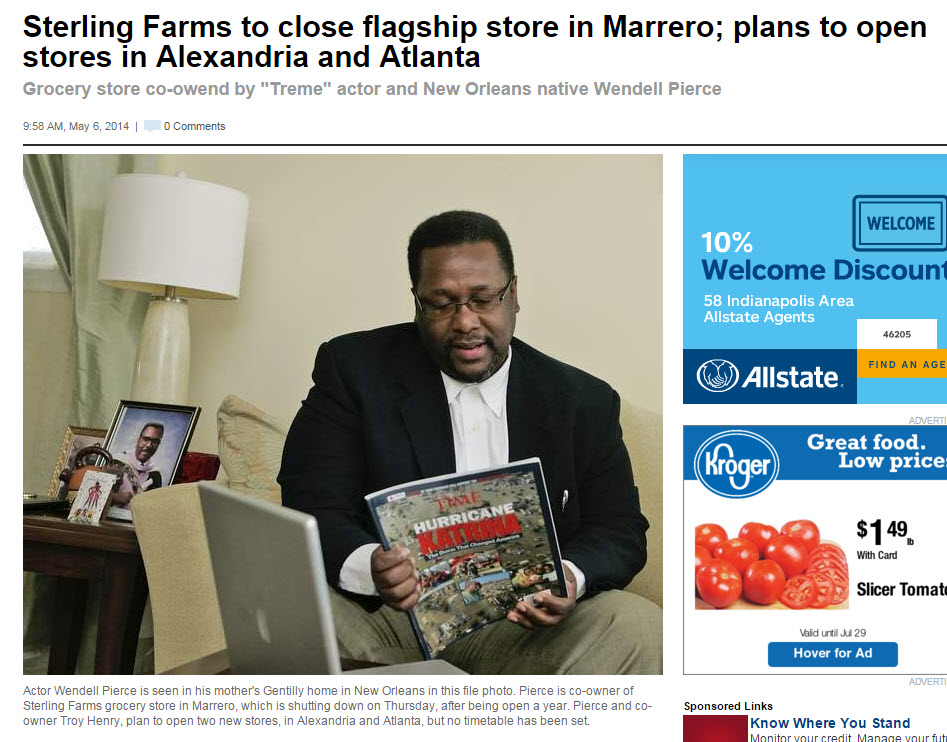 Sterling Farms to close flagship store in Marrero; plans to open
stores in Alexandria and Atlanta
Grocery store co-owend by "Treme" actor and New Orleans native Wendell Pierce
9:58 AM, May 6, 2014 | 0 Comments
TIME
HURRICANE
KATRINA
The Storm That Changed America
WELCOME
10%
Welcome Discount
58 Indianapolis Area
Allstate Agents
46205
Allstate.
FIND AN AGE
ADVERTI
Kroger
Great food.
Low price
$1 49 lb
With Card
Slicer Tomato
Valid until Jul 29
Hover for Ad
ADVERTI
Actor Wendell Pierce is seen in his mother's Gentilly home in New Orleans in this file photo. Pierce is co-owner of
Sterling Farms grocery store in Marrero, which is shutting down on Thursday, after being open a year. Pierce and co-
owner Troy Henry, plan to open two new stores, in Alexandria and Atlanta, but no timetable has been set.
Sponsored Links
Know Where You Stand
Monitor your credit. Manage your fut